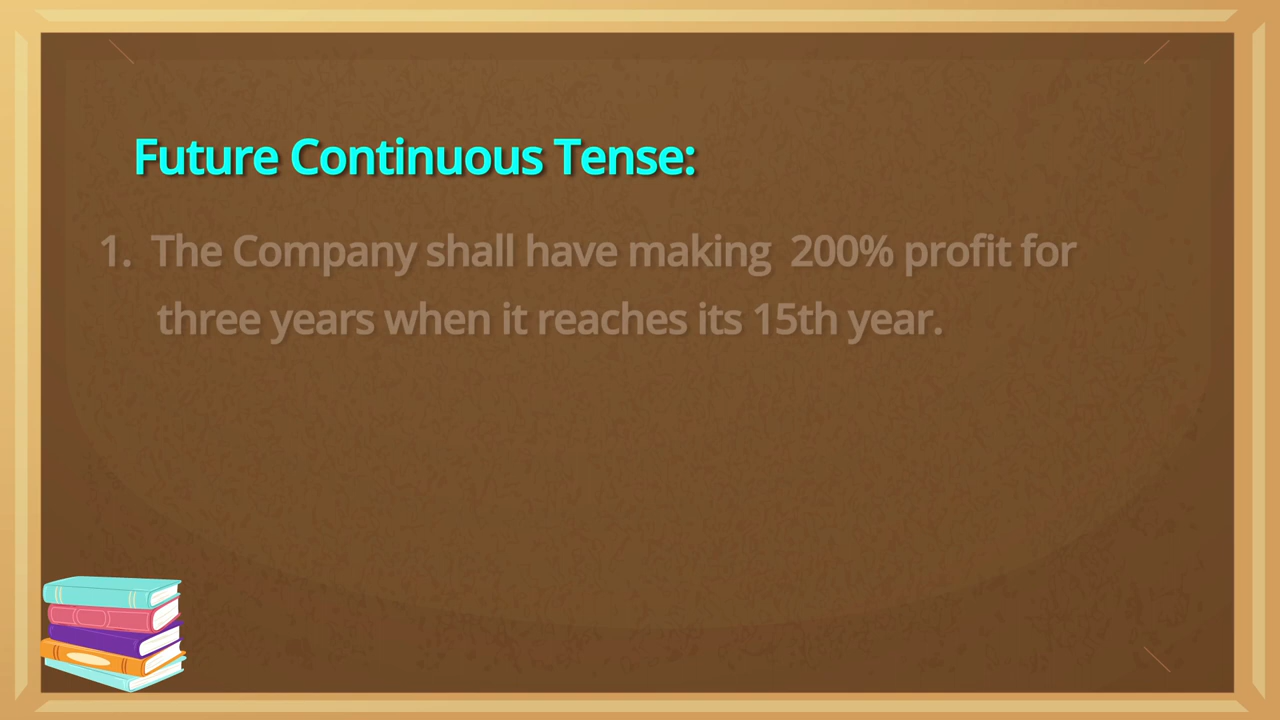 Future Continuous Tense:
1. The Company shall have making 200% profit for
three years when it reaches its 15th year.